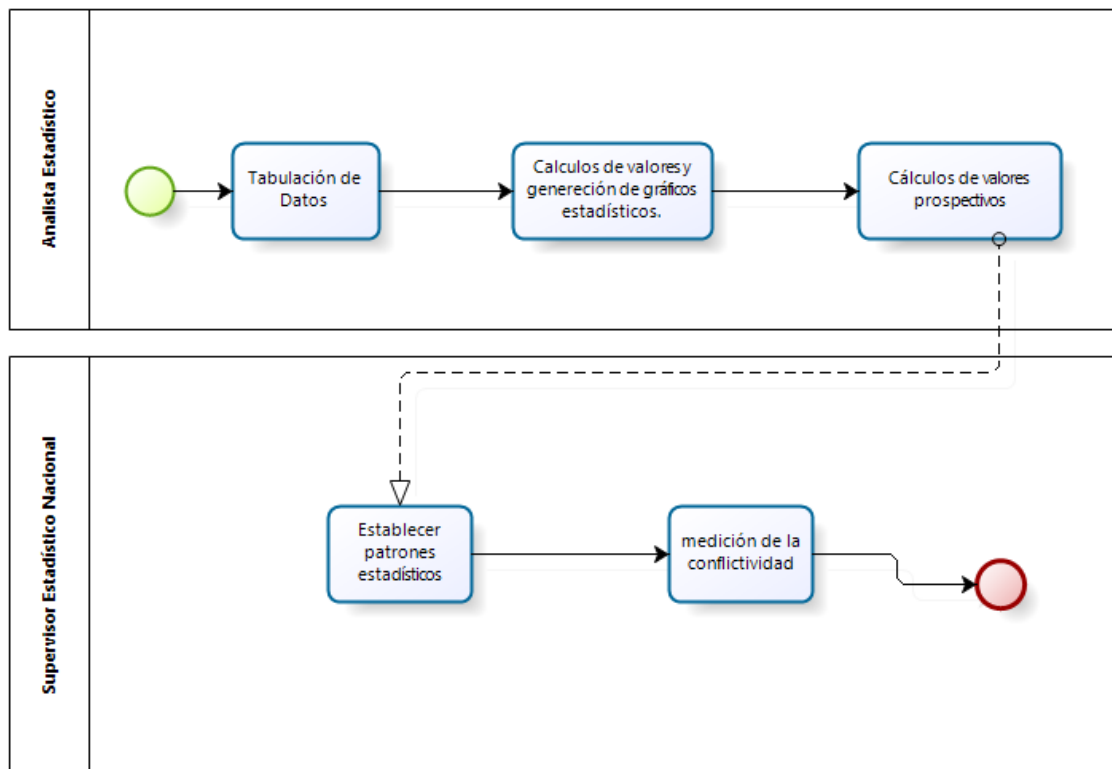 Analista Estadístico
Tabulación de
Datos
Calculos de valores y
genereción de gráficos
estadísticos.
Cálculos de valores
prospectivos
Supervisor Estadístico Nacional
Establecer
patrones
estadísticos
medición de la
conflictividad